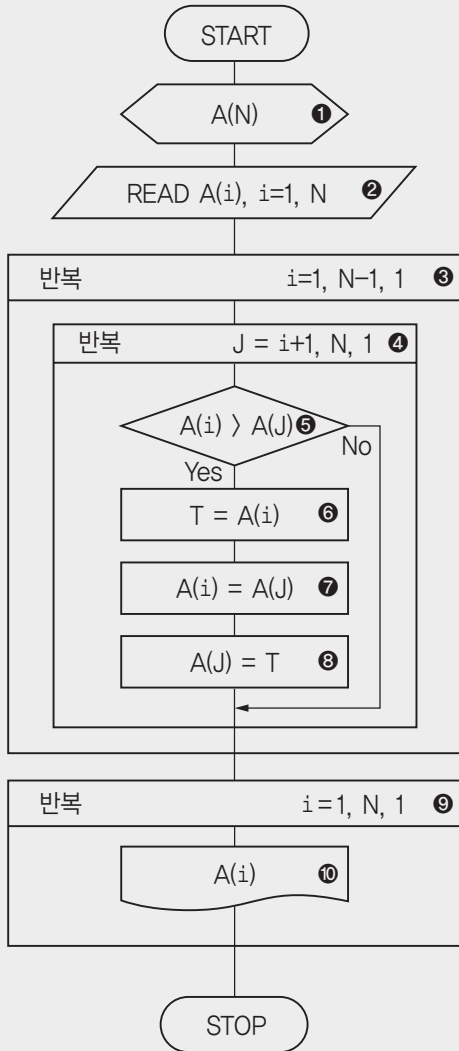 START
A(N) ❶
READ A(i), i=1, N ❷
반복 i=1, N-1, 1 ❸
반복 J = i+1, N, 1 ❹
A(i) 〉 A(J) ❺
No
Yes
T = A(i) ❻
A(i) = A(J) ❼
A(J) = T ❽
반복 i=1, N, 1 ❾
A(i) ❿
STOP